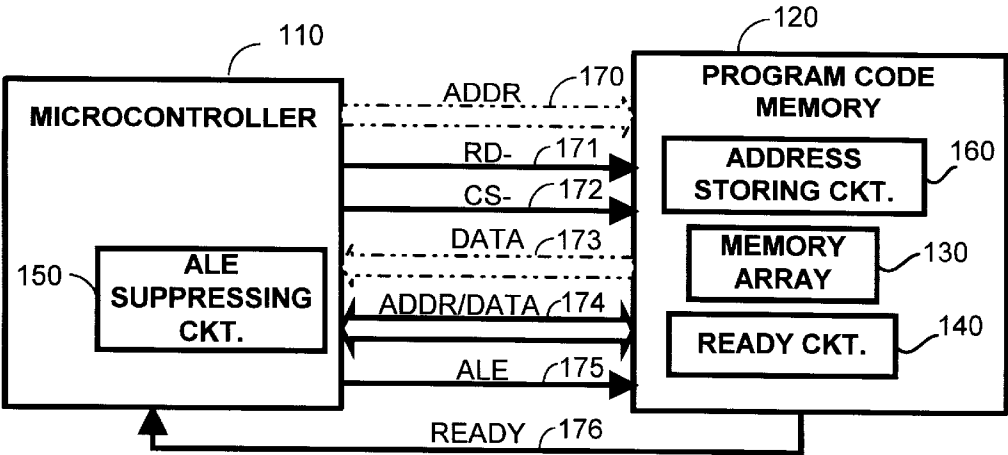 110
120
MICROCONTROLLER
PROGRAM CODE
MEMORY
ADDR
170
RD-
171
CS-
172
DATA
173
ADDR/DATA
174
ALE
175
READY
176
150
ALE
SUPPRESSING
CKT.
ADDRESS
STORING CKT.
160
MEMORY
ARRAY
130
READY CKT.
140